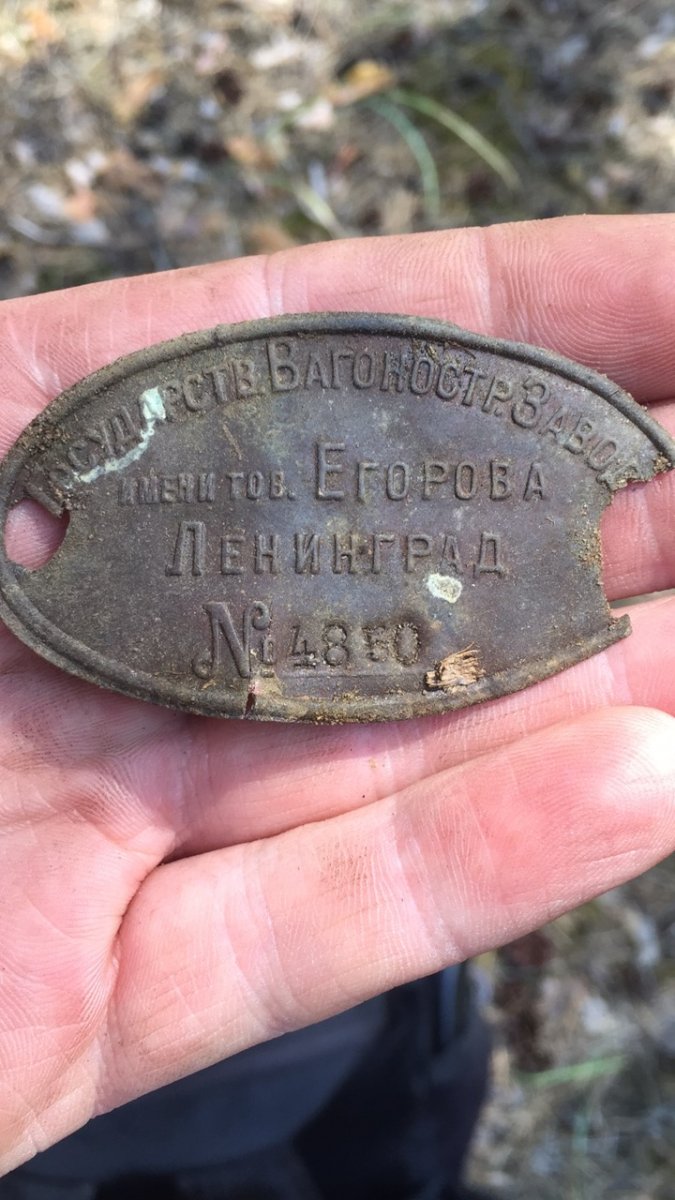 Государств. Вагоностр. Завод
имени тов. Егорова
Ленинград
№ 4850